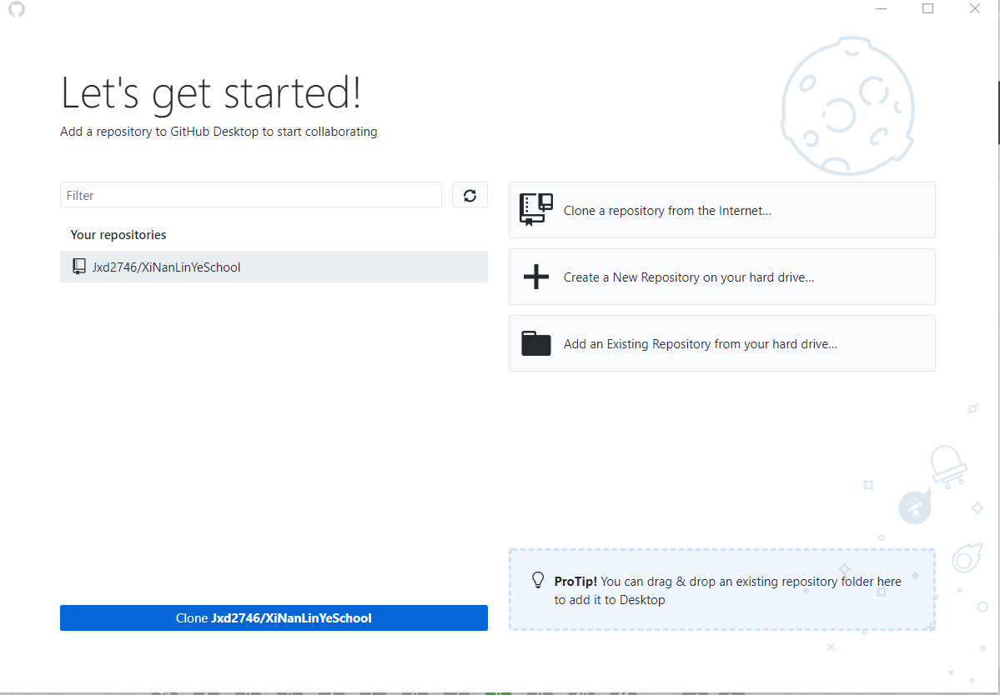 Let's get started!
Add a repository to GitHub Desktop to start collaborating
Filter
Your repositories
Jxd2746/XiNanLinYeSchool
Clone Jxd2746/XiNanLinYeSchool
Clone a repository from the Internet...
Create a New Repository on your hard drive...
Add an Existing Repository from your hard drive...
ProTip! You can drag & drop an existing repository folder here
to add it to Desktop